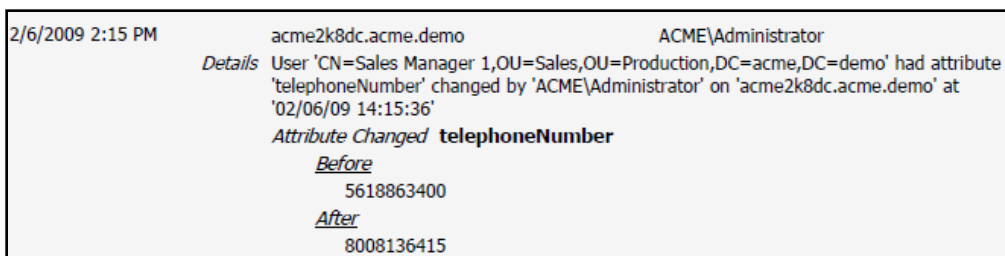 2/6/2009 2:15 PM acme2k8dc.acme.demo ACME\Administrator
Details User 'CN=Sales Manager 1,OU=Sales,OU=Production,DC=acme,DC=demo' had attribute
'telephoneNumber' changed by 'ACME\Administrator' on 'acme2k8dc.acme.demo' at
'02/06/09 14:15:36'
Attribute Changed telephoneNumber
Before
5618863400
After
8008136415